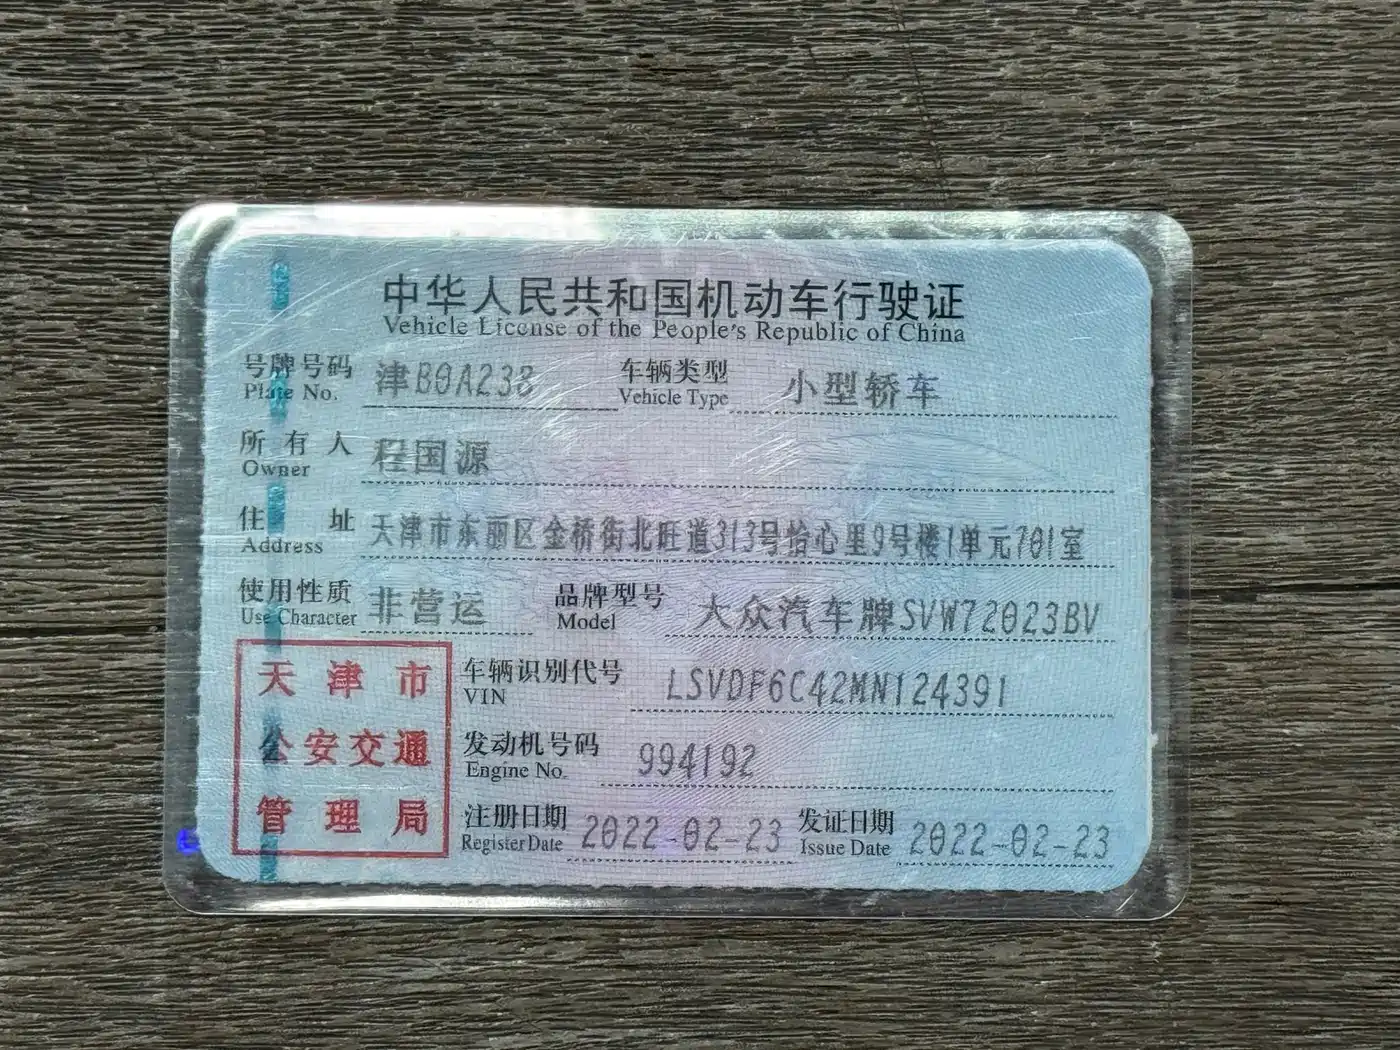 中华人民共和国机动车行驶证
Vehicle License of the People's Republic of China
号牌号码 津B0A238 车辆类型 小型轿车
Plate No. Vehicle Type
所有人 程国源
Owner
住址 天津市东丽区金桥街北旺道313号怡心里9号楼1单元701室
Address
使用性质 非营运 品牌型号 大众汽车牌SVW72023BV
Use Character Model
天津市
公安交通
管理局
车辆识别代号 LSVDF6C42MN124391
VIN
发动机号码 994192
Engine No.
注册日期 2022-02-23 发证日期 2022-02-23
Register Date Issue Date